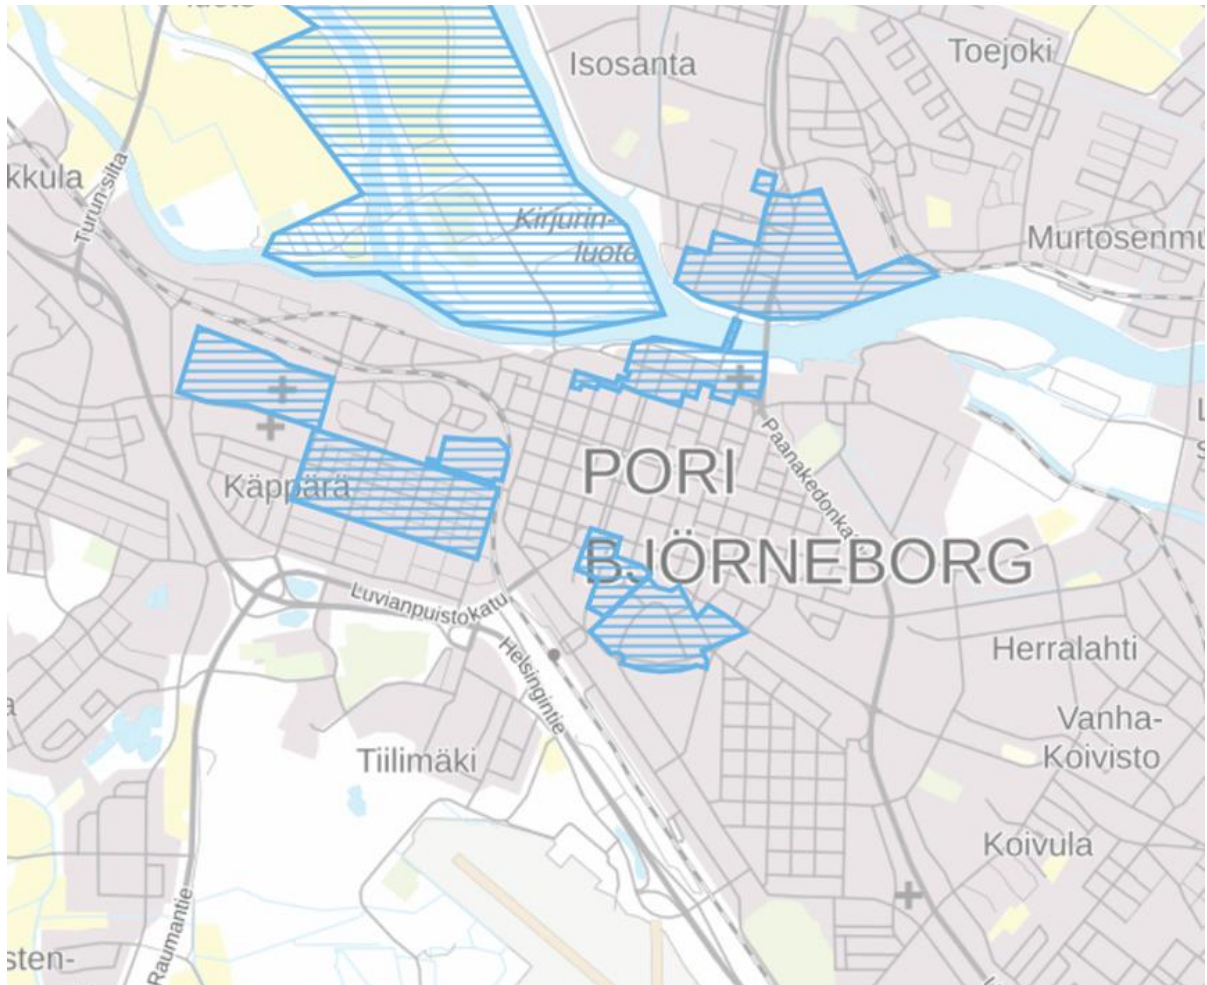 Isosanta
Toejoki
kkula
Turun silta
Kirjurin-
luoto
Murtosenmu
PORI
Käppärä
Paanakedonkatu
BJÖRNEBORG
Luvianpuistokatu
Helsingintie
Herralahti
Vanha-
Koivisto
Tiilimäki
Koivula
Raumantie
sten-